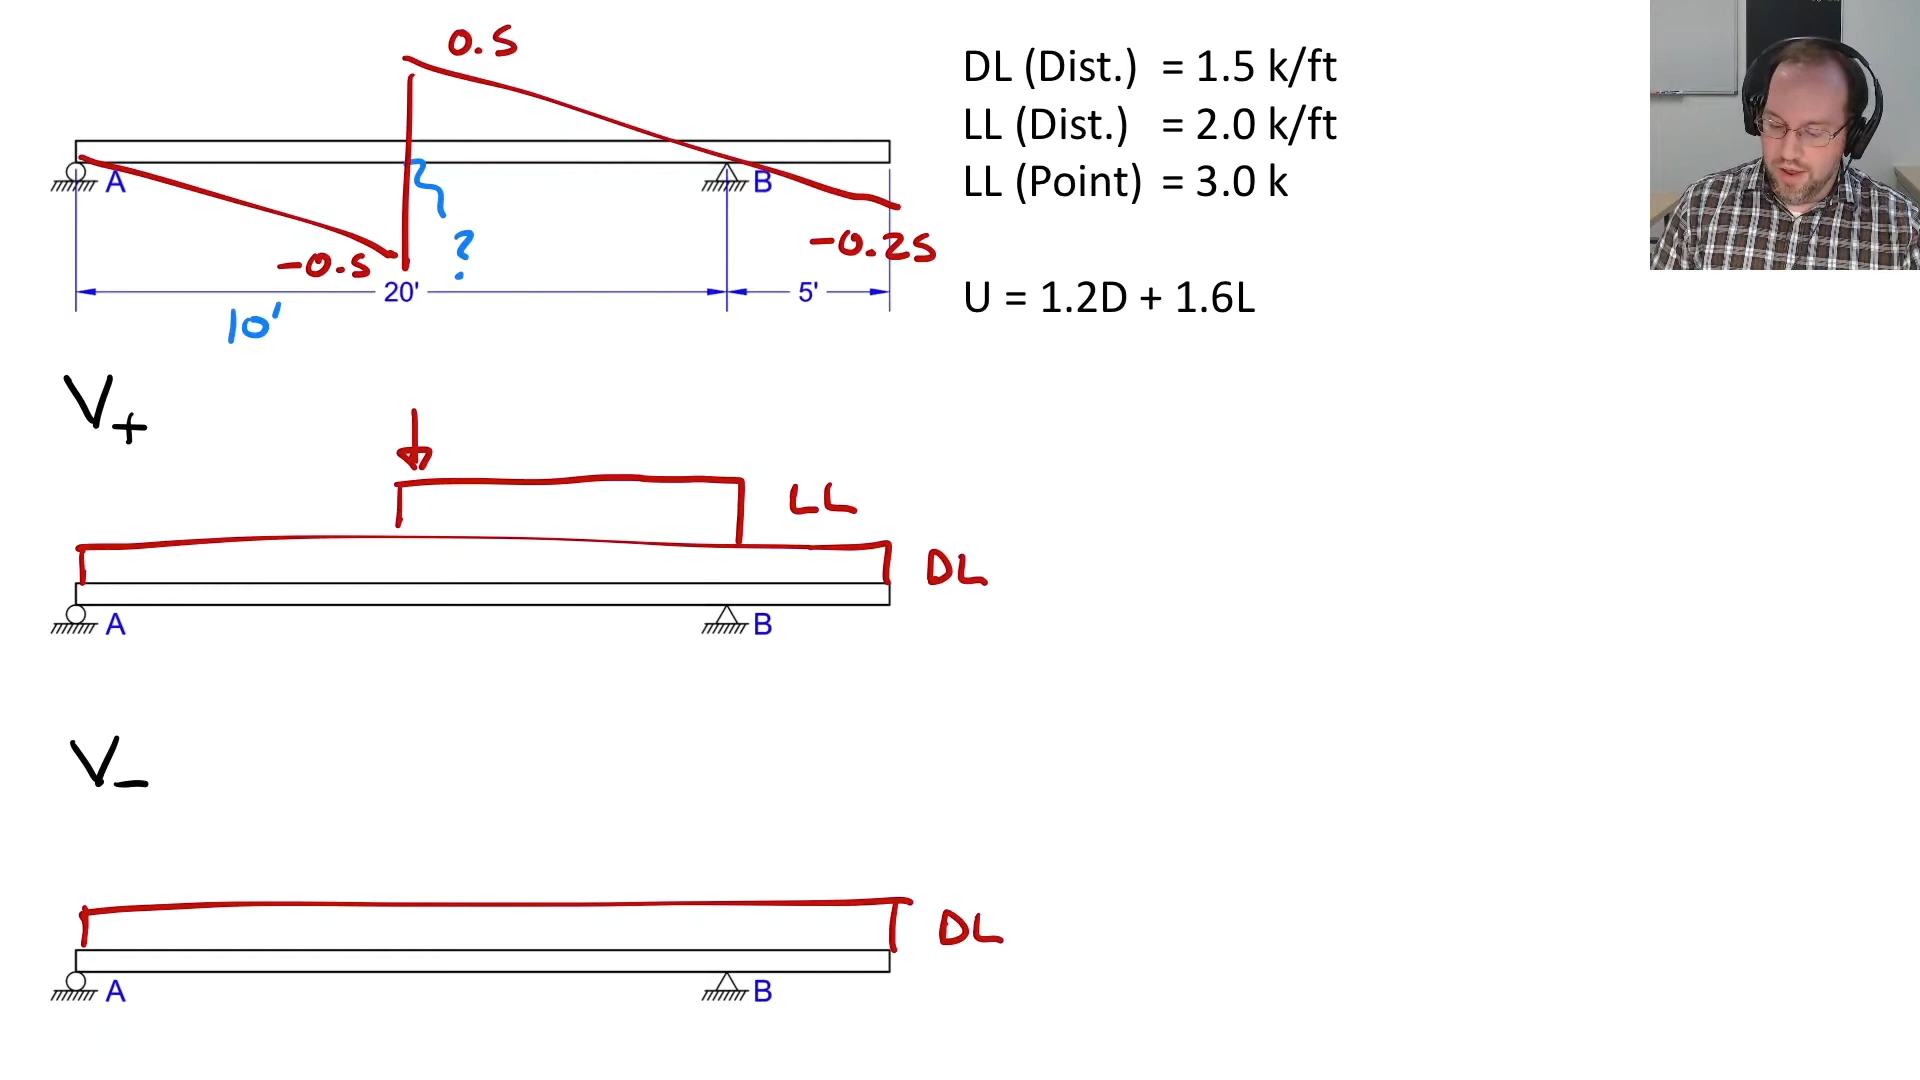 0.5
DL (Dist.) = 1.5 k/ft
LL (Dist.) = 2.0 k/ft
LL (Point) = 3.0 k
A
B
?
-0.5
-0.25
20'
5'
10'
U = 1.2D + 1.6L
V+
LL
DL
A
B
V-
DL
A
B